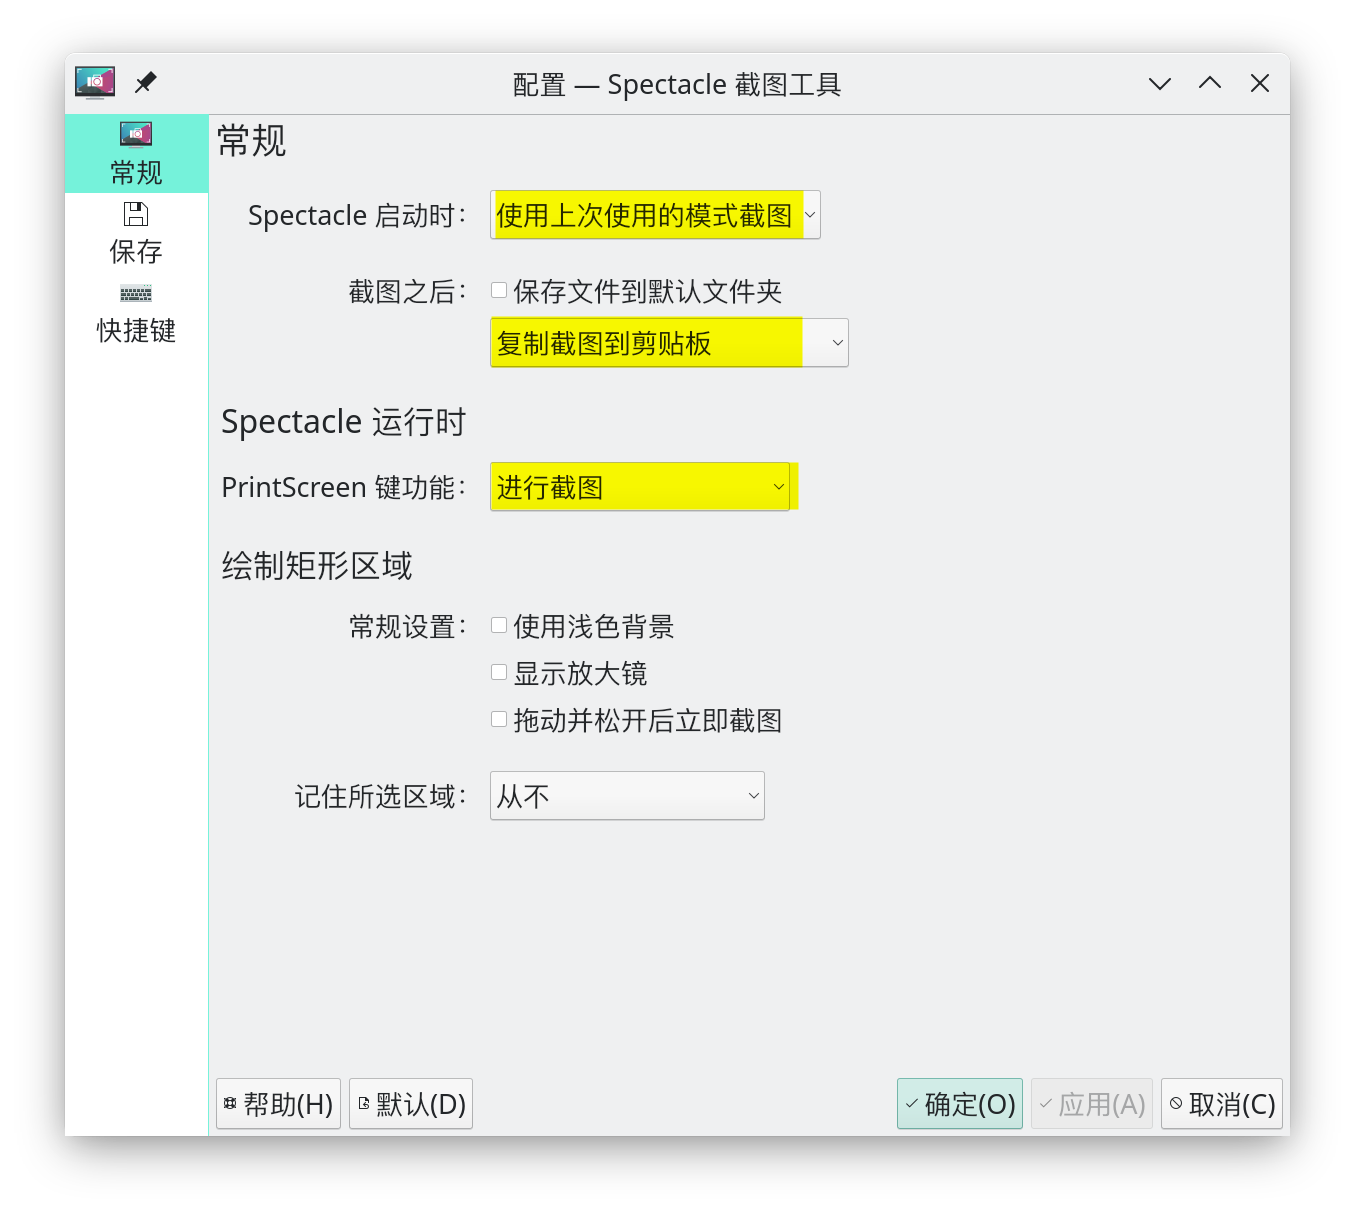 配置 — Spectacle 截图工具
常规
保存
快捷键
常规
Spectacle 启动时： 使用上次使用的模式截图
截图之后： 保存文件到默认文件夹
复制截图到剪贴板
Spectacle 运行时
PrintScreen 键功能： 进行截图
绘制矩形区域
常规设置： 使用浅色背景
显示放大镜
拖动并松开后立即截图
记住所选区域： 从不
帮助(H) 默认(D) 确定(O) 应用(A) 取消(C)